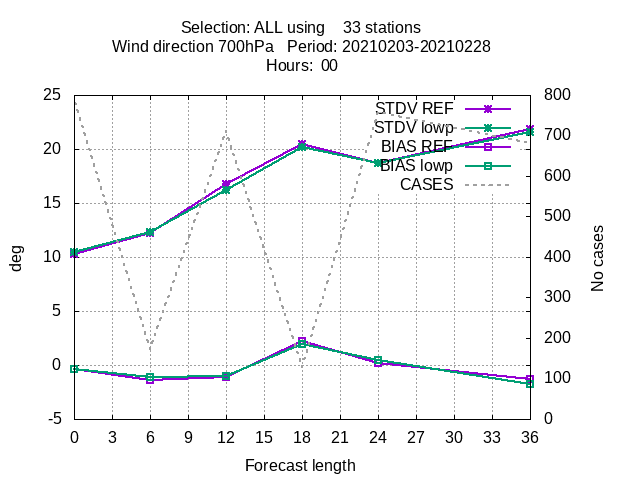 Selection: ALL using    33 stations
Wind direction 700hPa   Period: 20210203-20210228
Hours:  00
25
20
15
10
5
0
-5
deg
800
700
600
500
400
300
200
100
0
No cases
STDV REF
STDV lowp
BIAS REF
BIAS lowp
CASES
0 3 6 9 12 15 18 21 24 27 30 33 36
Forecast length